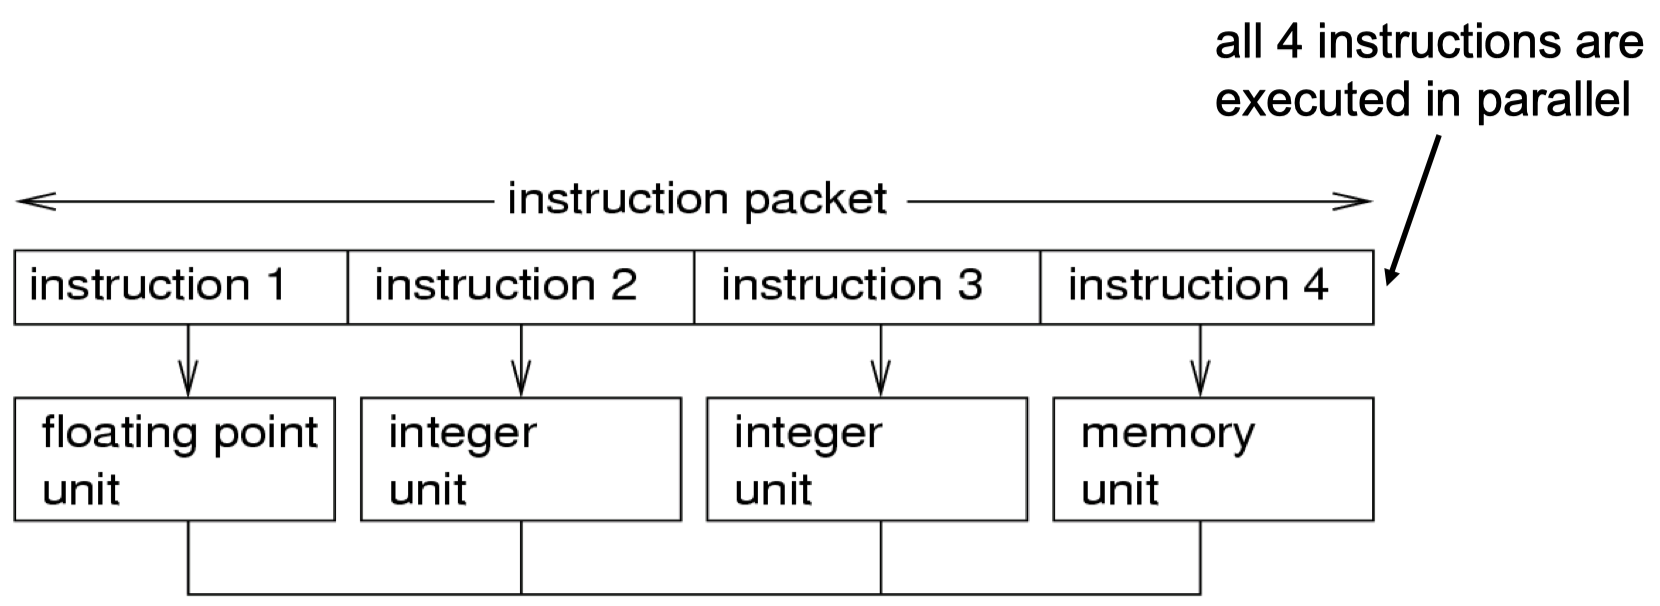 all 4 instructions are
executed in parallel
instruction packet
instruction 1
instruction 2
instruction 3
instruction 4
floating point
unit
integer
unit
integer
unit
memory
unit